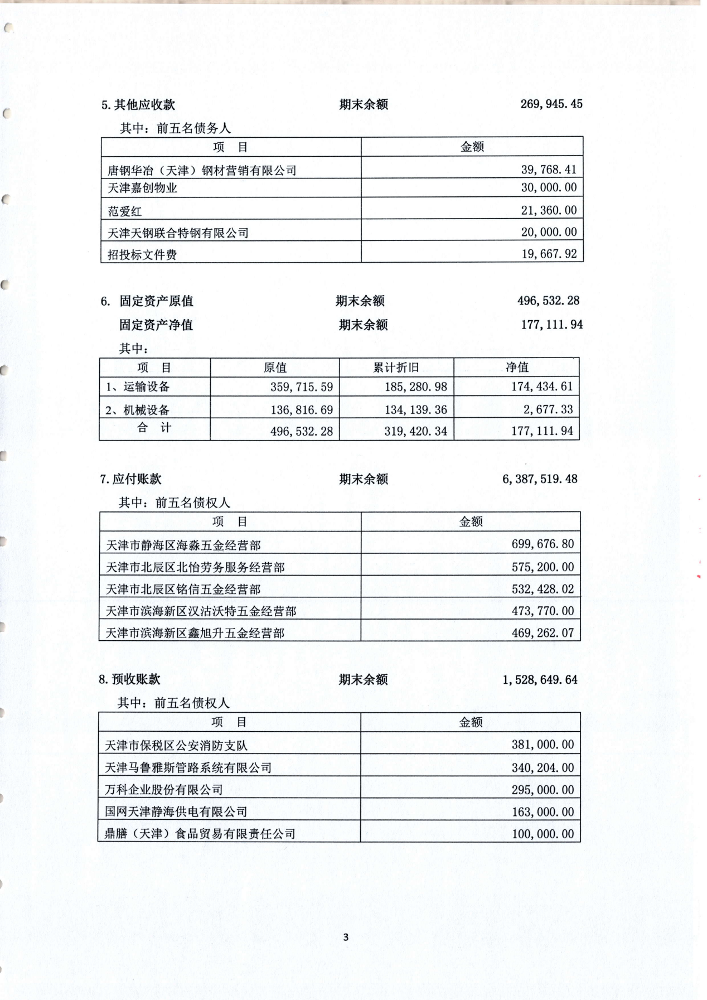 5. 其他应收款 期末余额 269,945.45
其中：前五名债务人
项 目 金额
唐钢华冶（天津）钢材营销有限公司 39,768.41
天津嘉创物业 30,000.00
范爱红 21,360.00
天津天钢联合特钢有限公司 20,000.00
招投标文件费 19,667.92
6. 固定资产原值 期末余额 496,532.28
固定资产净值 期末余额 177,111.94
其中：
项 目 原值 累计折旧 净值
1、运输设备 359,715.59 185,280.98 174,434.61
2、机械设备 136,816.69 134,139.36 2,677.33
合 计 496,532.28 319,420.34 177,111.94
7. 应付账款 期末余额 6,387,519.48
其中：前五名债权人
项 目 金额
天津市静海区海淼五金经营部 699,676.80
天津市北辰区北怡劳务服务经营部 575,200.00
天津市北辰区铭信五金经营部 532,428.02
天津市滨海新区汉沽沃特五金经营部 473,770.00
天津市滨海新区鑫旭升五金经营部 469,262.07
8. 预收账款 期末余额 1,528,649.64
其中：前五名债权人
项 目 金额
天津市保税区公安消防支队 381,000.00
天津马鲁雅斯管路系统有限公司 340,204.00
万科企业股份有限公司 295,000.00
国网天津静海供电有限公司 163,000.00
鼎膳（天津）食品贸易有限责任公司 100,000.00
3